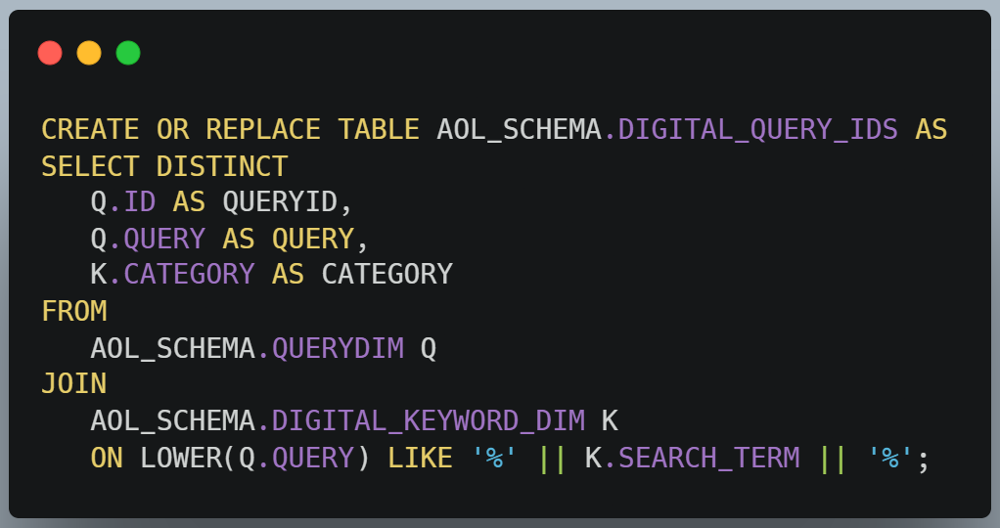 CREATE OR REPLACE TABLE AOL_SCHEMA.DIGITAL_QUERY_IDS AS
SELECT DISTINCT
   Q.ID AS QUERYID,
   Q.QUERY AS QUERY,
   K.CATEGORY AS CATEGORY
FROM
   AOL_SCHEMA.QUERYDIM Q
JOIN
   AOL_SCHEMA.DIGITAL_KEYWORD_DIM K
   ON LOWER(Q.QUERY) LIKE '%' || K.SEARCH_TERM || '%';